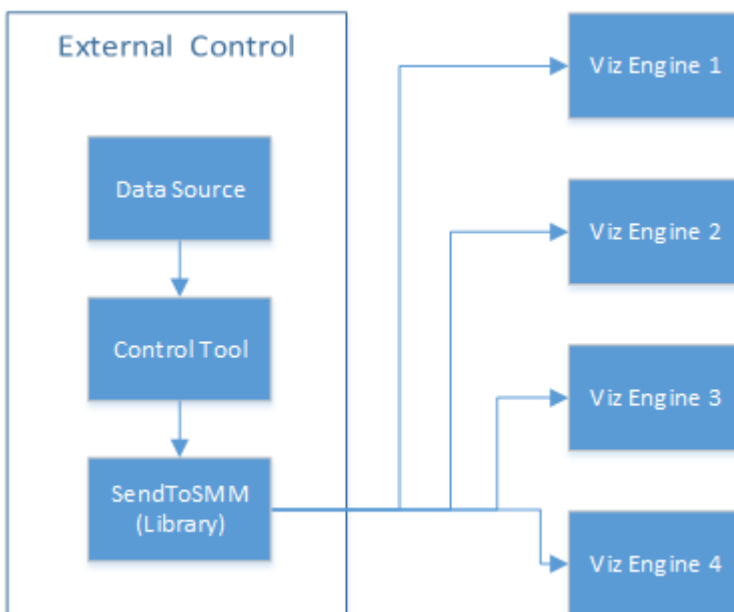 External Control
Data Source
Control Tool
SendToSMM
(Library)
Viz Engine 1
Viz Engine 2
Viz Engine 3
Viz Engine 4